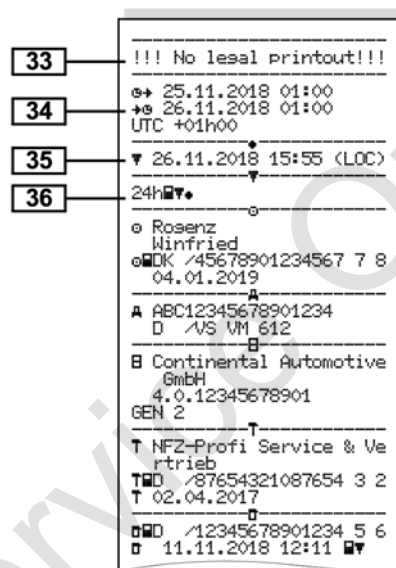 33
!!! No legal printout!!!
34
25.11.2018 01:00
26.11.2018 01:00
UTC +01h00
35
▼ 26.11.2018 15:55 (LOC)
36
24h▼
Rosenz
Winfried
DK /45678901234567 7 8
04.01.2019
A
A ABC12345678901234
D /VS VM 612
B
B Continental Automotive
GmbH
4.0.12345678901
GEN 2
T
T NFZ-Profi Service & Ve
rtrieb
T D /87654321087654 3 2
T 02.04.2017
D /12345678901234 5 6
11.11.2018 12:11 ▼
Service